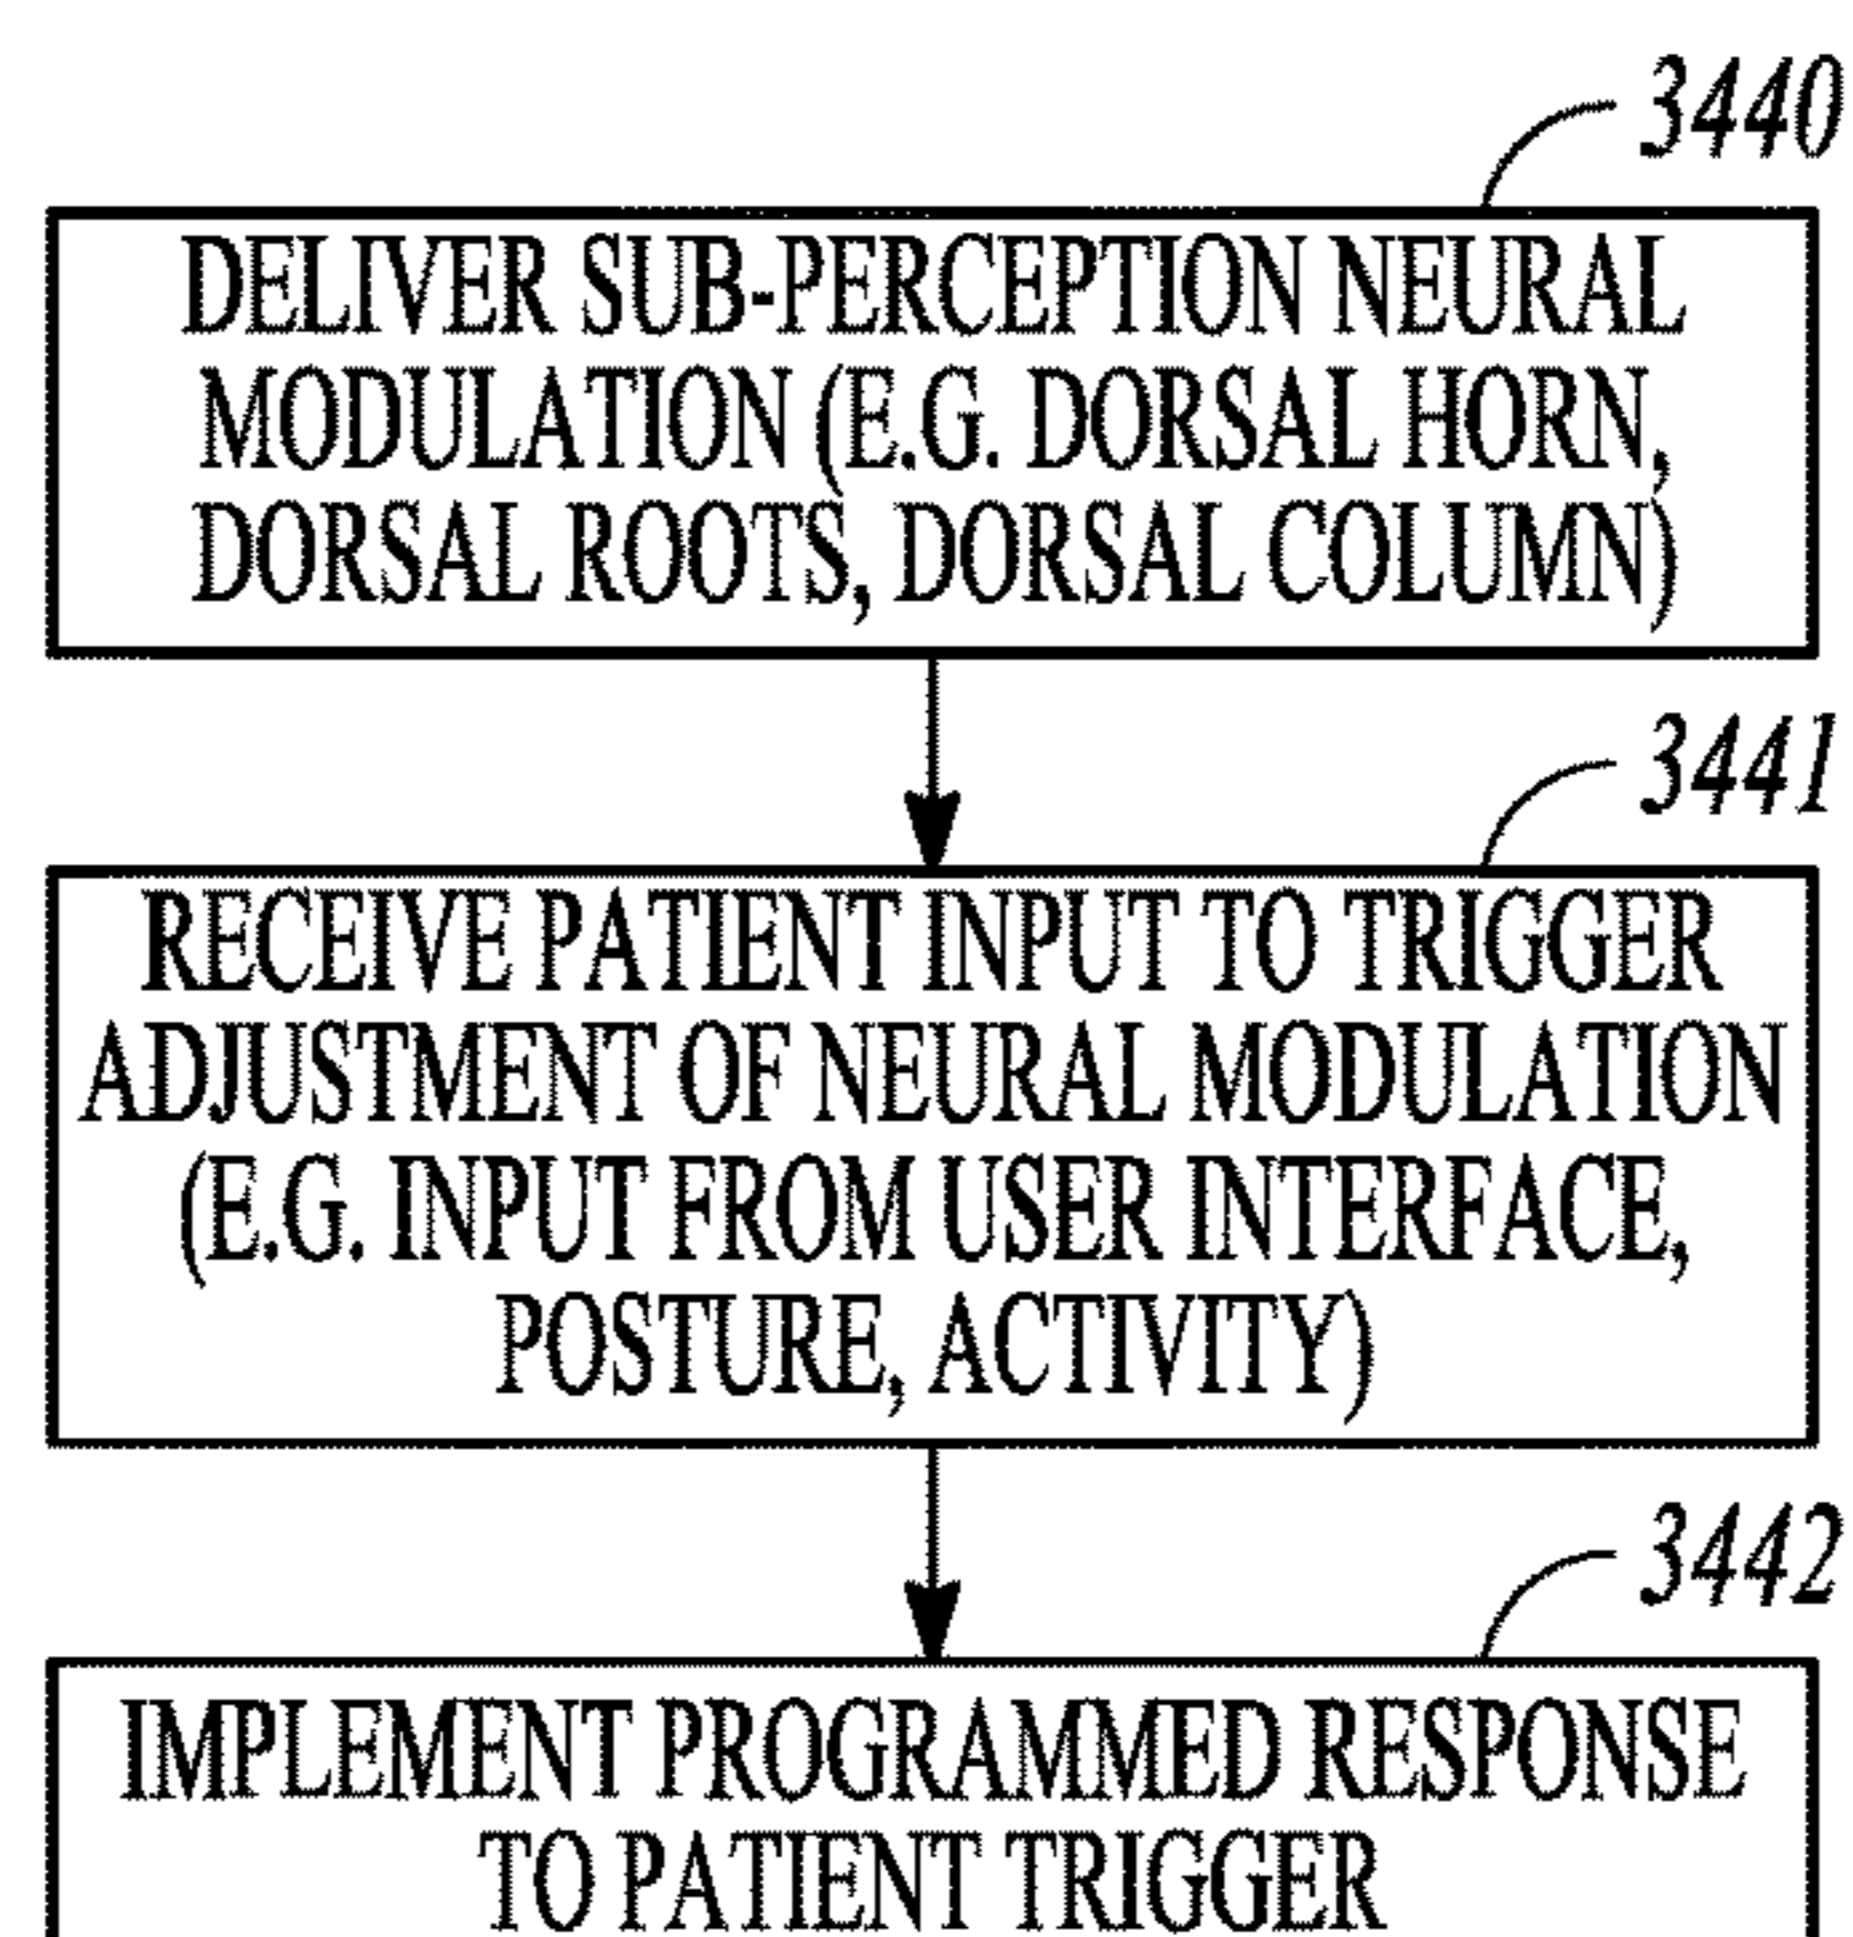 3440
DELIVER SUB-PERCEPTION NEURAL
MODULATION (E.G. DORSAL HORN,
DORSAL ROOTS, DORSAL COLUMN)
3441
RECEIVE PATIENT INPUT TO TRIGGER
ADJUSTMENT OF NEURAL MODULATION
(E.G. INPUT FROM USER INTERFACE,
POSTURE, ACTIVITY)
3442
IMPLEMENT PROGRAMMED RESPONSE
TO PATIENT TRIGGER